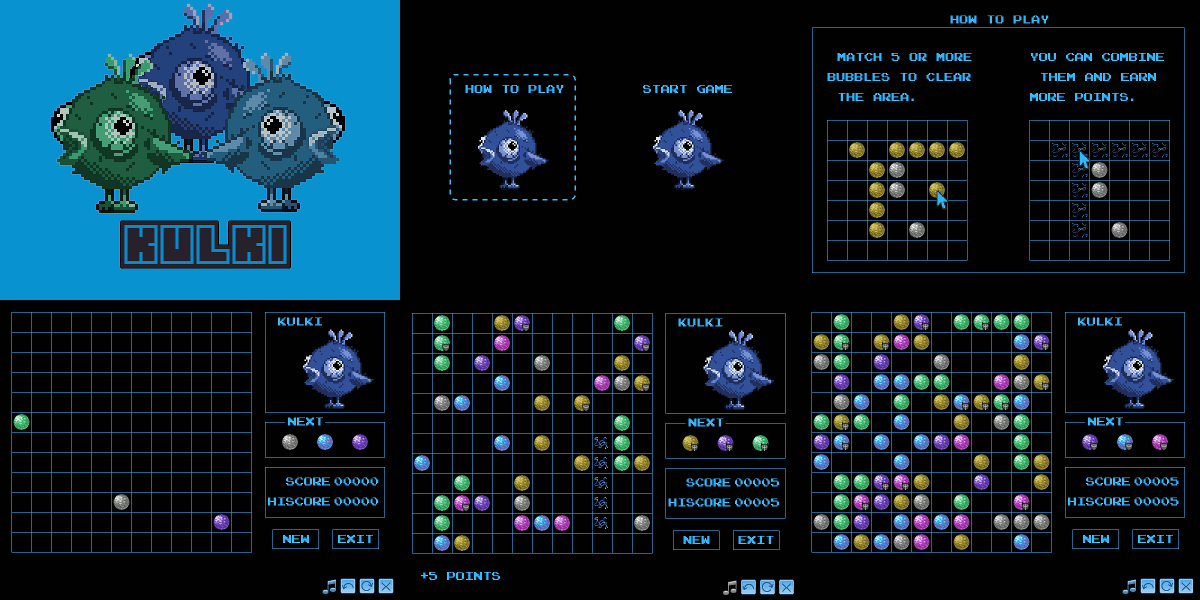 KULKI
HOW TO PLAY
START GAME
HOW TO PLAY
MATCH 5 OR MORE
BUBBLES TO CLEAR
THE AREA.
YOU CAN COMBINE
THEM AND EARN
MORE POINTS.
KULKI
NEXT
SCORE 00000
HISCORE 00000
NEW
EXIT
KULKI
NEXT
SCORE 00005
HISCORE 00005
NEW
EXIT
+5 POINTS
KULKI
NEXT
SCORE 00005
HISCORE 00005
NEW
EXIT